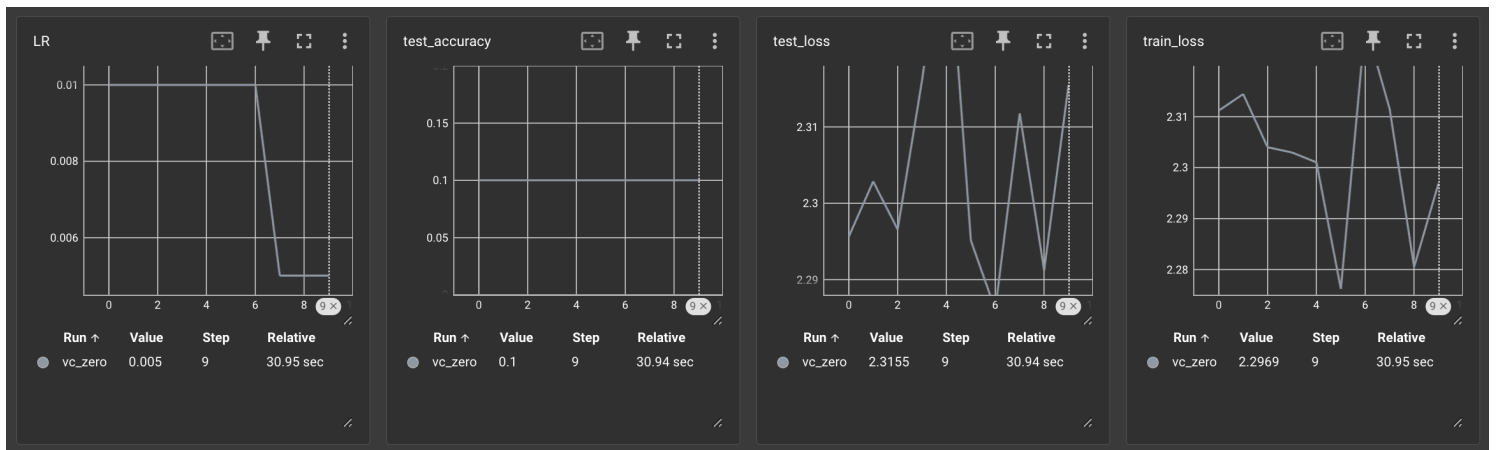 LR
0.01
0.008
0.006
0 2 4 6 8 9 ×
Run ↑ Value Step Relative
vc_zero 0.005 9 30.95 sec
test_accuracy
0.15
0.1
0.05
0 2 4 6 8 9 ×
Run ↑ Value Step Relative
vc_zero 0.1 9 30.94 sec
test_loss
2.31
2.3
2.29
0 2 4 6 8 9 ×
Run ↑ Value Step Relative
vc_zero 2.3155 9 30.94 sec
train_loss
2.31
2.3
2.29
2.28
0 2 4 6 8 9 ×
Run ↑ Value Step Relative
vc_zero 2.2969 9 30.95 sec